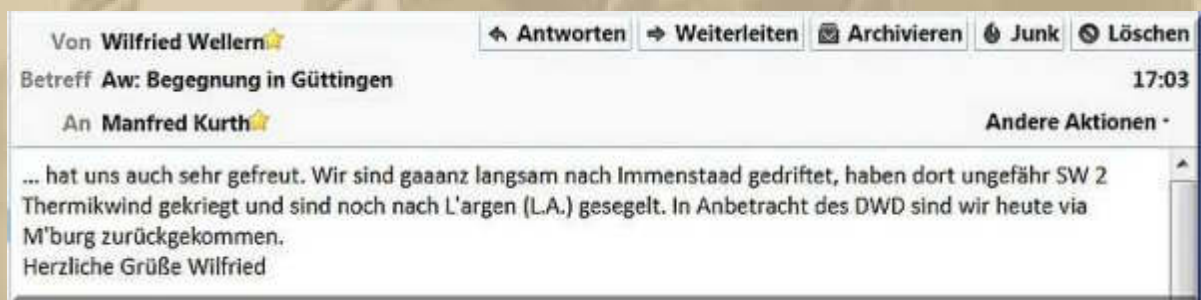 Von Wilfried Wellern Antworten Weiterleiten Archivieren Junk Löschen
Betreff Aw: Begegnung in Güttingen 17:03
An Manfred Kurth Andere Aktionen
... hat uns auch sehr gefreut. Wir sind gaaanz langsam nach Immenstaad gedriftet, haben dort ungefähr SW 2
Thermikwind gekriegt und sind noch nach L'argen (L.A.) gesegelt. In Anbetracht des DWD sind wir heute via
M'burg zurückgekommen.
Herzliche Grüße Wilfried